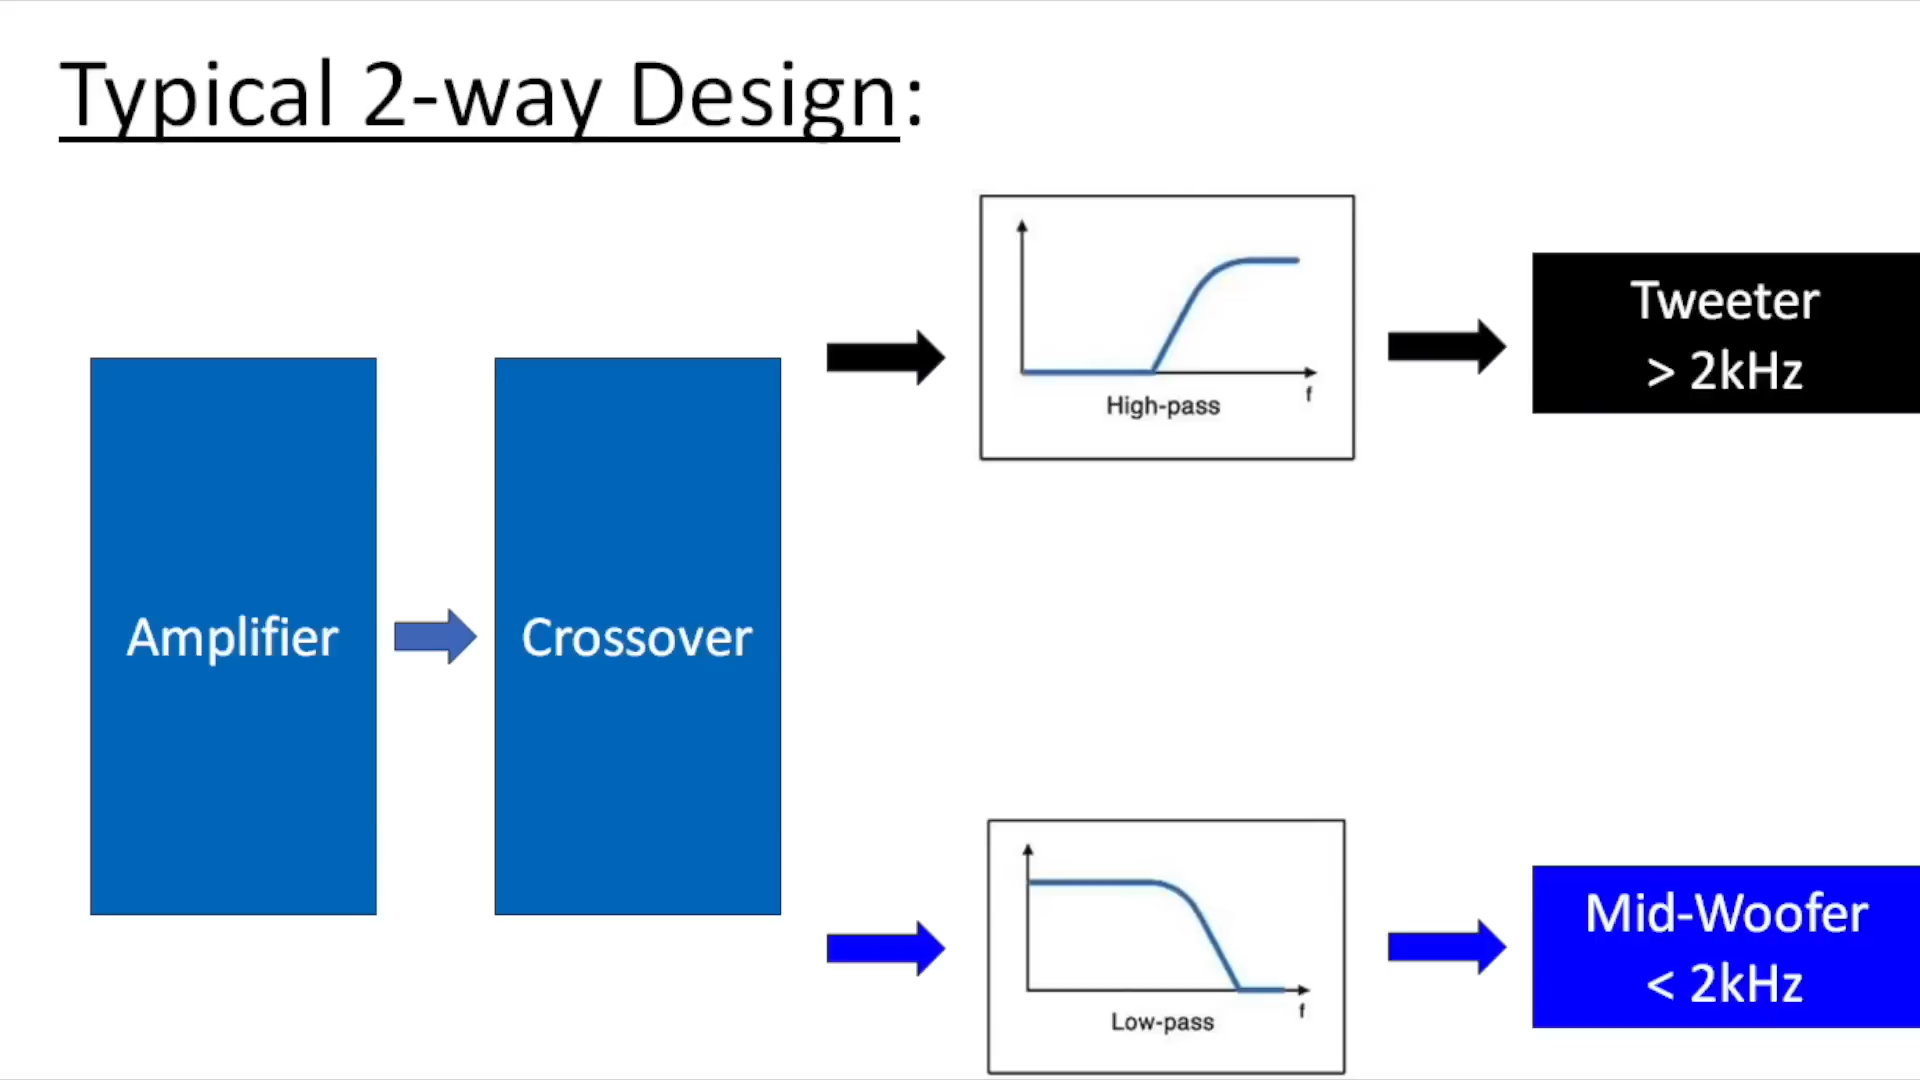 Typical 2-way Design:
f
High-pass
Tweeter
> 2kHz
Amplifier
Crossover
f
Low-pass
Mid-Woofer
< 2kHz